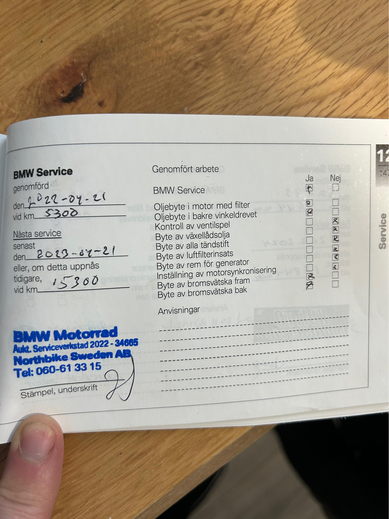 BMW Service
genomförd
den 2022-04-21
vid km 5300
Nästa service
senast
den 2023-04-21
eller, om detta uppnås
tidigare,
vid km 15300
BMW Motorrad
Aukt. Serviceverkstad 2022 - 34665
Northbike Sweden AB
Tel: 060-61 33 15
Stämpel, underskrift
Genomfört arbete
Ja Nej
BMW Service
Oljebyte i motor med filter
Oljebyte i bakre vinkeldrevet
Kontroll av ventilspel
Byte av växellådsolja
Byte av alla tändstift
Byte av luftfilterinsats
Byte av rem för generator
Inställning av motorsynkronisering
Byte av bromsvätska fram
Byte av bromsvätska bak
Anvisningar
12
Service